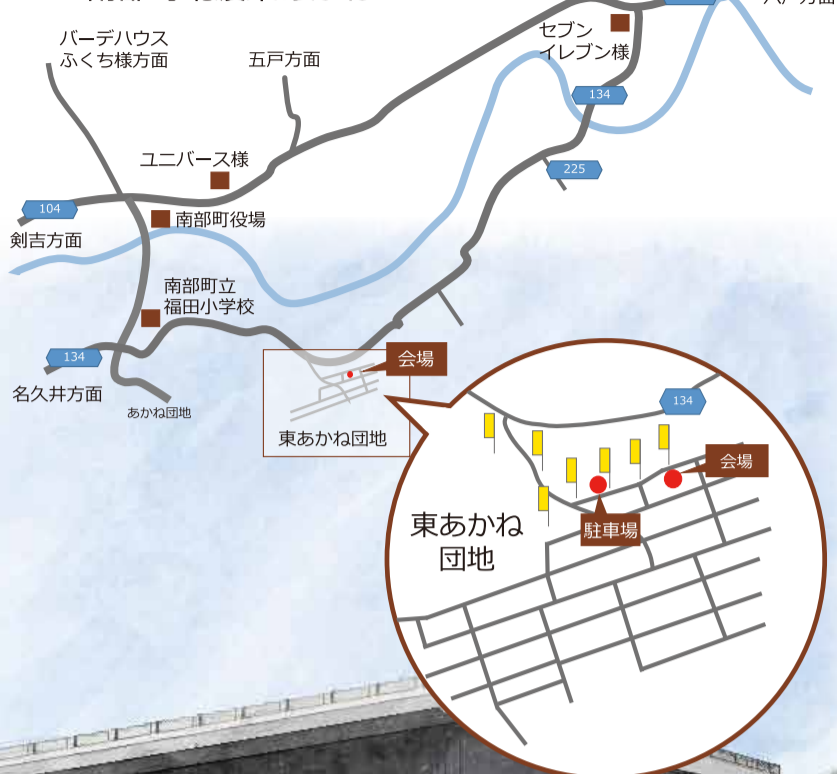 バーデハウス
ふくち様方面
五戸方面
セブン
イレブン様
134
225
ユニバース様
104
南部町役場
剣吉方面
南部町立
福田小学校
134
名久井方面
あかね団地
会場
東あかね団地
134
会場
駐車場
東あかね
団地